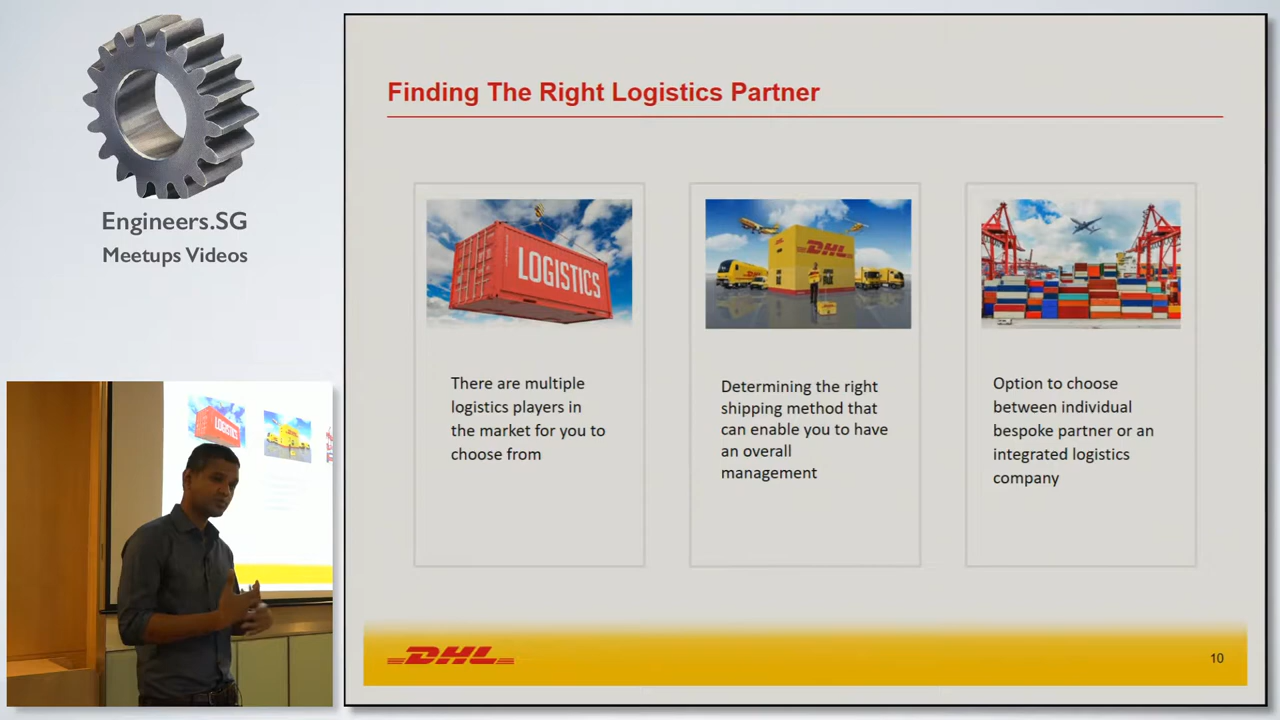 Engineers.SG
Meetups Videos
Finding The Right Logistics Partner
LOGISTICS
DHL
There are multiple
logistics players in
the market for you to
choose from
Determining the right
shipping method that
can enable you to have
an overall
management
Option to choose
between individual
bespoke partner or an
integrated logistics
company
DHL
10
LOGISTICS